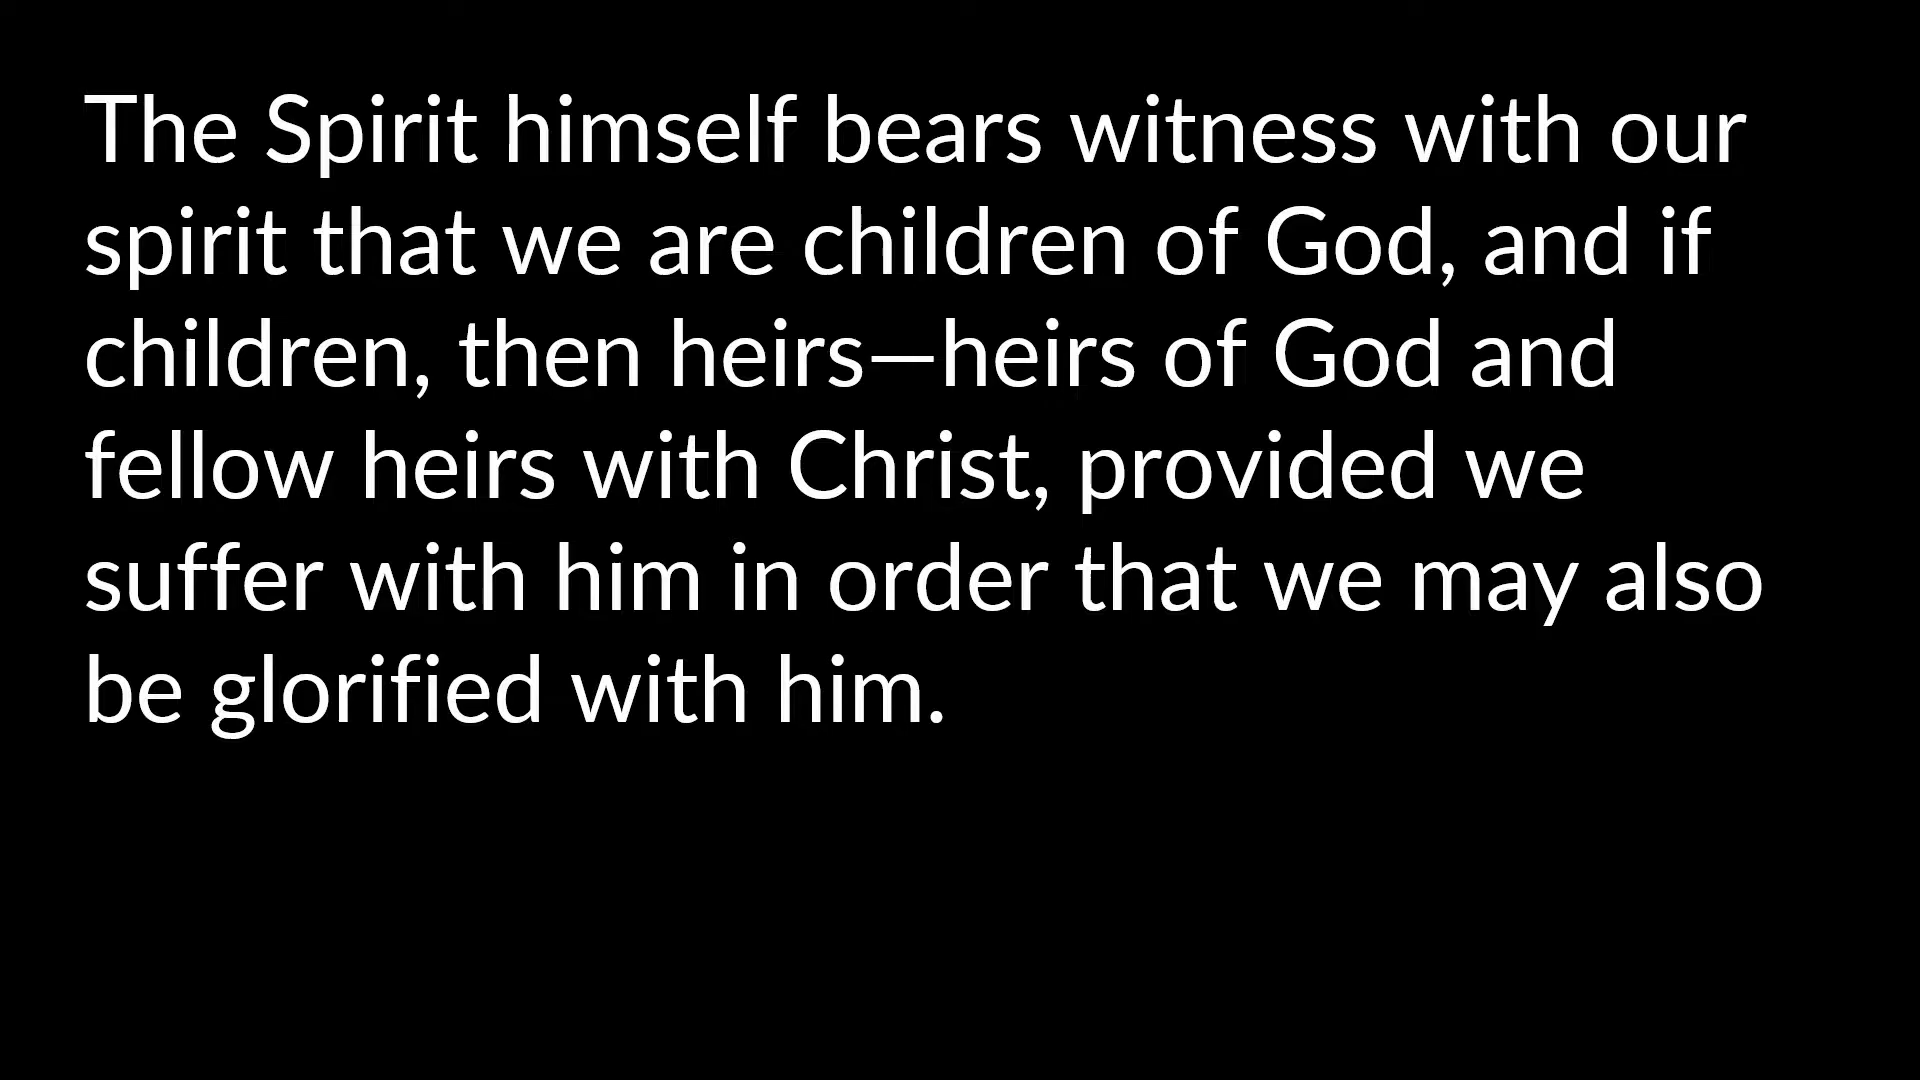 The Spirit himself bears witness with our
spirit that we are children of God, and if
children, then heirs—heirs of God and
fellow heirs with Christ, provided we
suffer with him in order that we may also
be glorified with him.